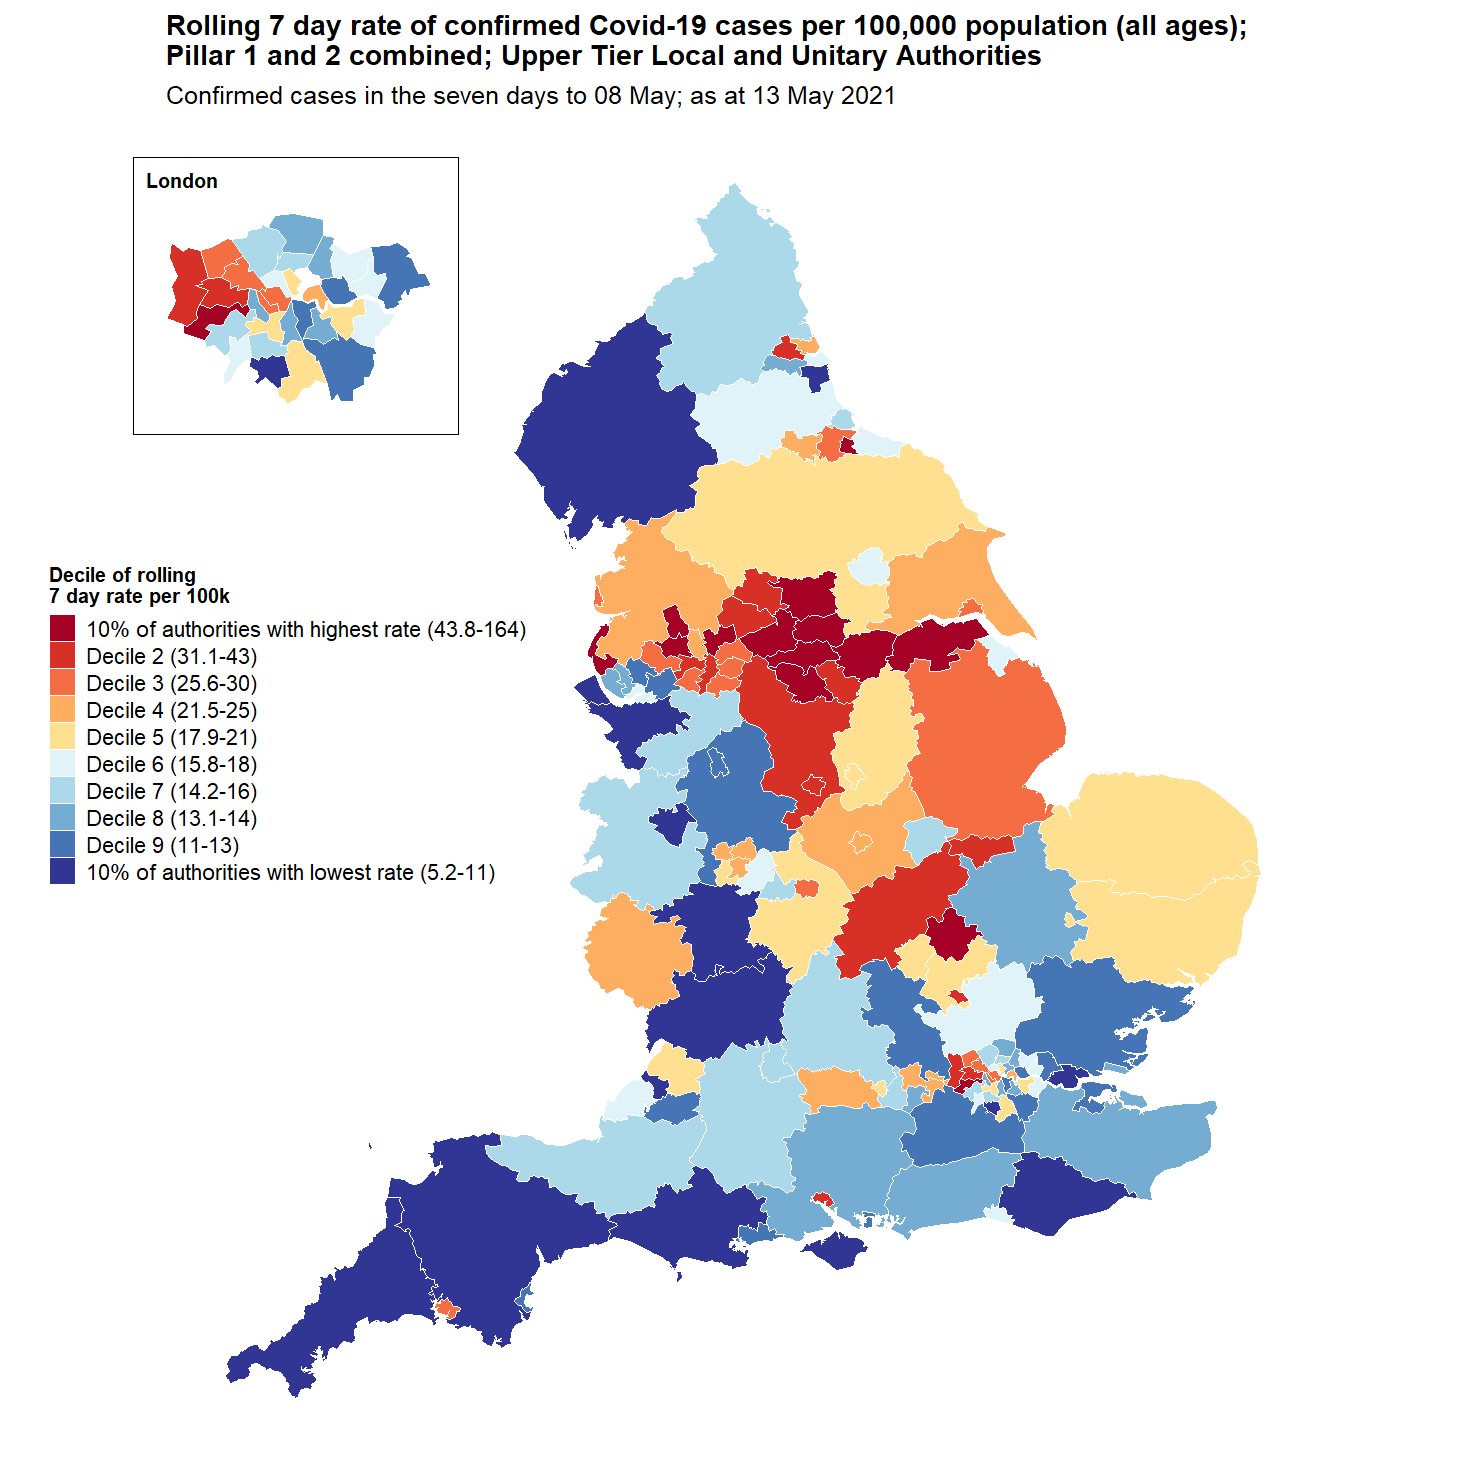 Rolling 7 day rate of confirmed Covid-19 cases per 100,000 population (all ages);
Pillar 1 and 2 combined; Upper Tier Local and Unitary Authorities
Confirmed cases in the seven days to 08 May; as at 13 May 2021
London
Decile of rolling
7 day rate per 100k
10% of authorities with highest rate (43.8-164)
Decile 2 (31.1-43)
Decile 3 (25.6-30)
Decile 4 (21.5-25)
Decile 5 (17.9-21)
Decile 6 (15.8-18)
Decile 7 (14.2-16)
Decile 8 (13.1-14)
Decile 9 (11-13)
10% of authorities with lowest rate (5.2-11)